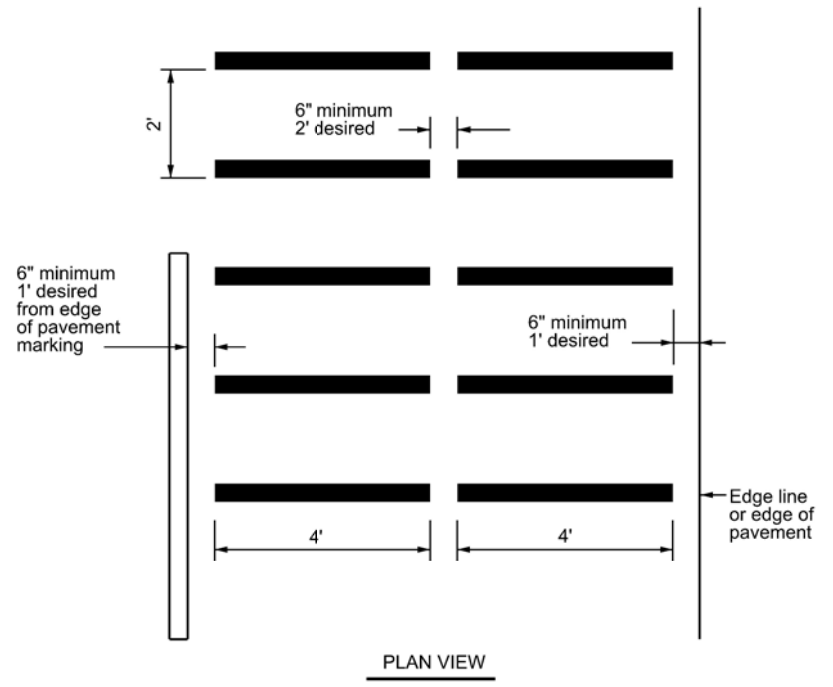 2'
6" minimum
2' desired
6" minimum
1' desired
from edge
of pavement
marking
6" minimum
1' desired
Edge line
or edge of
pavement
4'
4'
PLAN VIEW